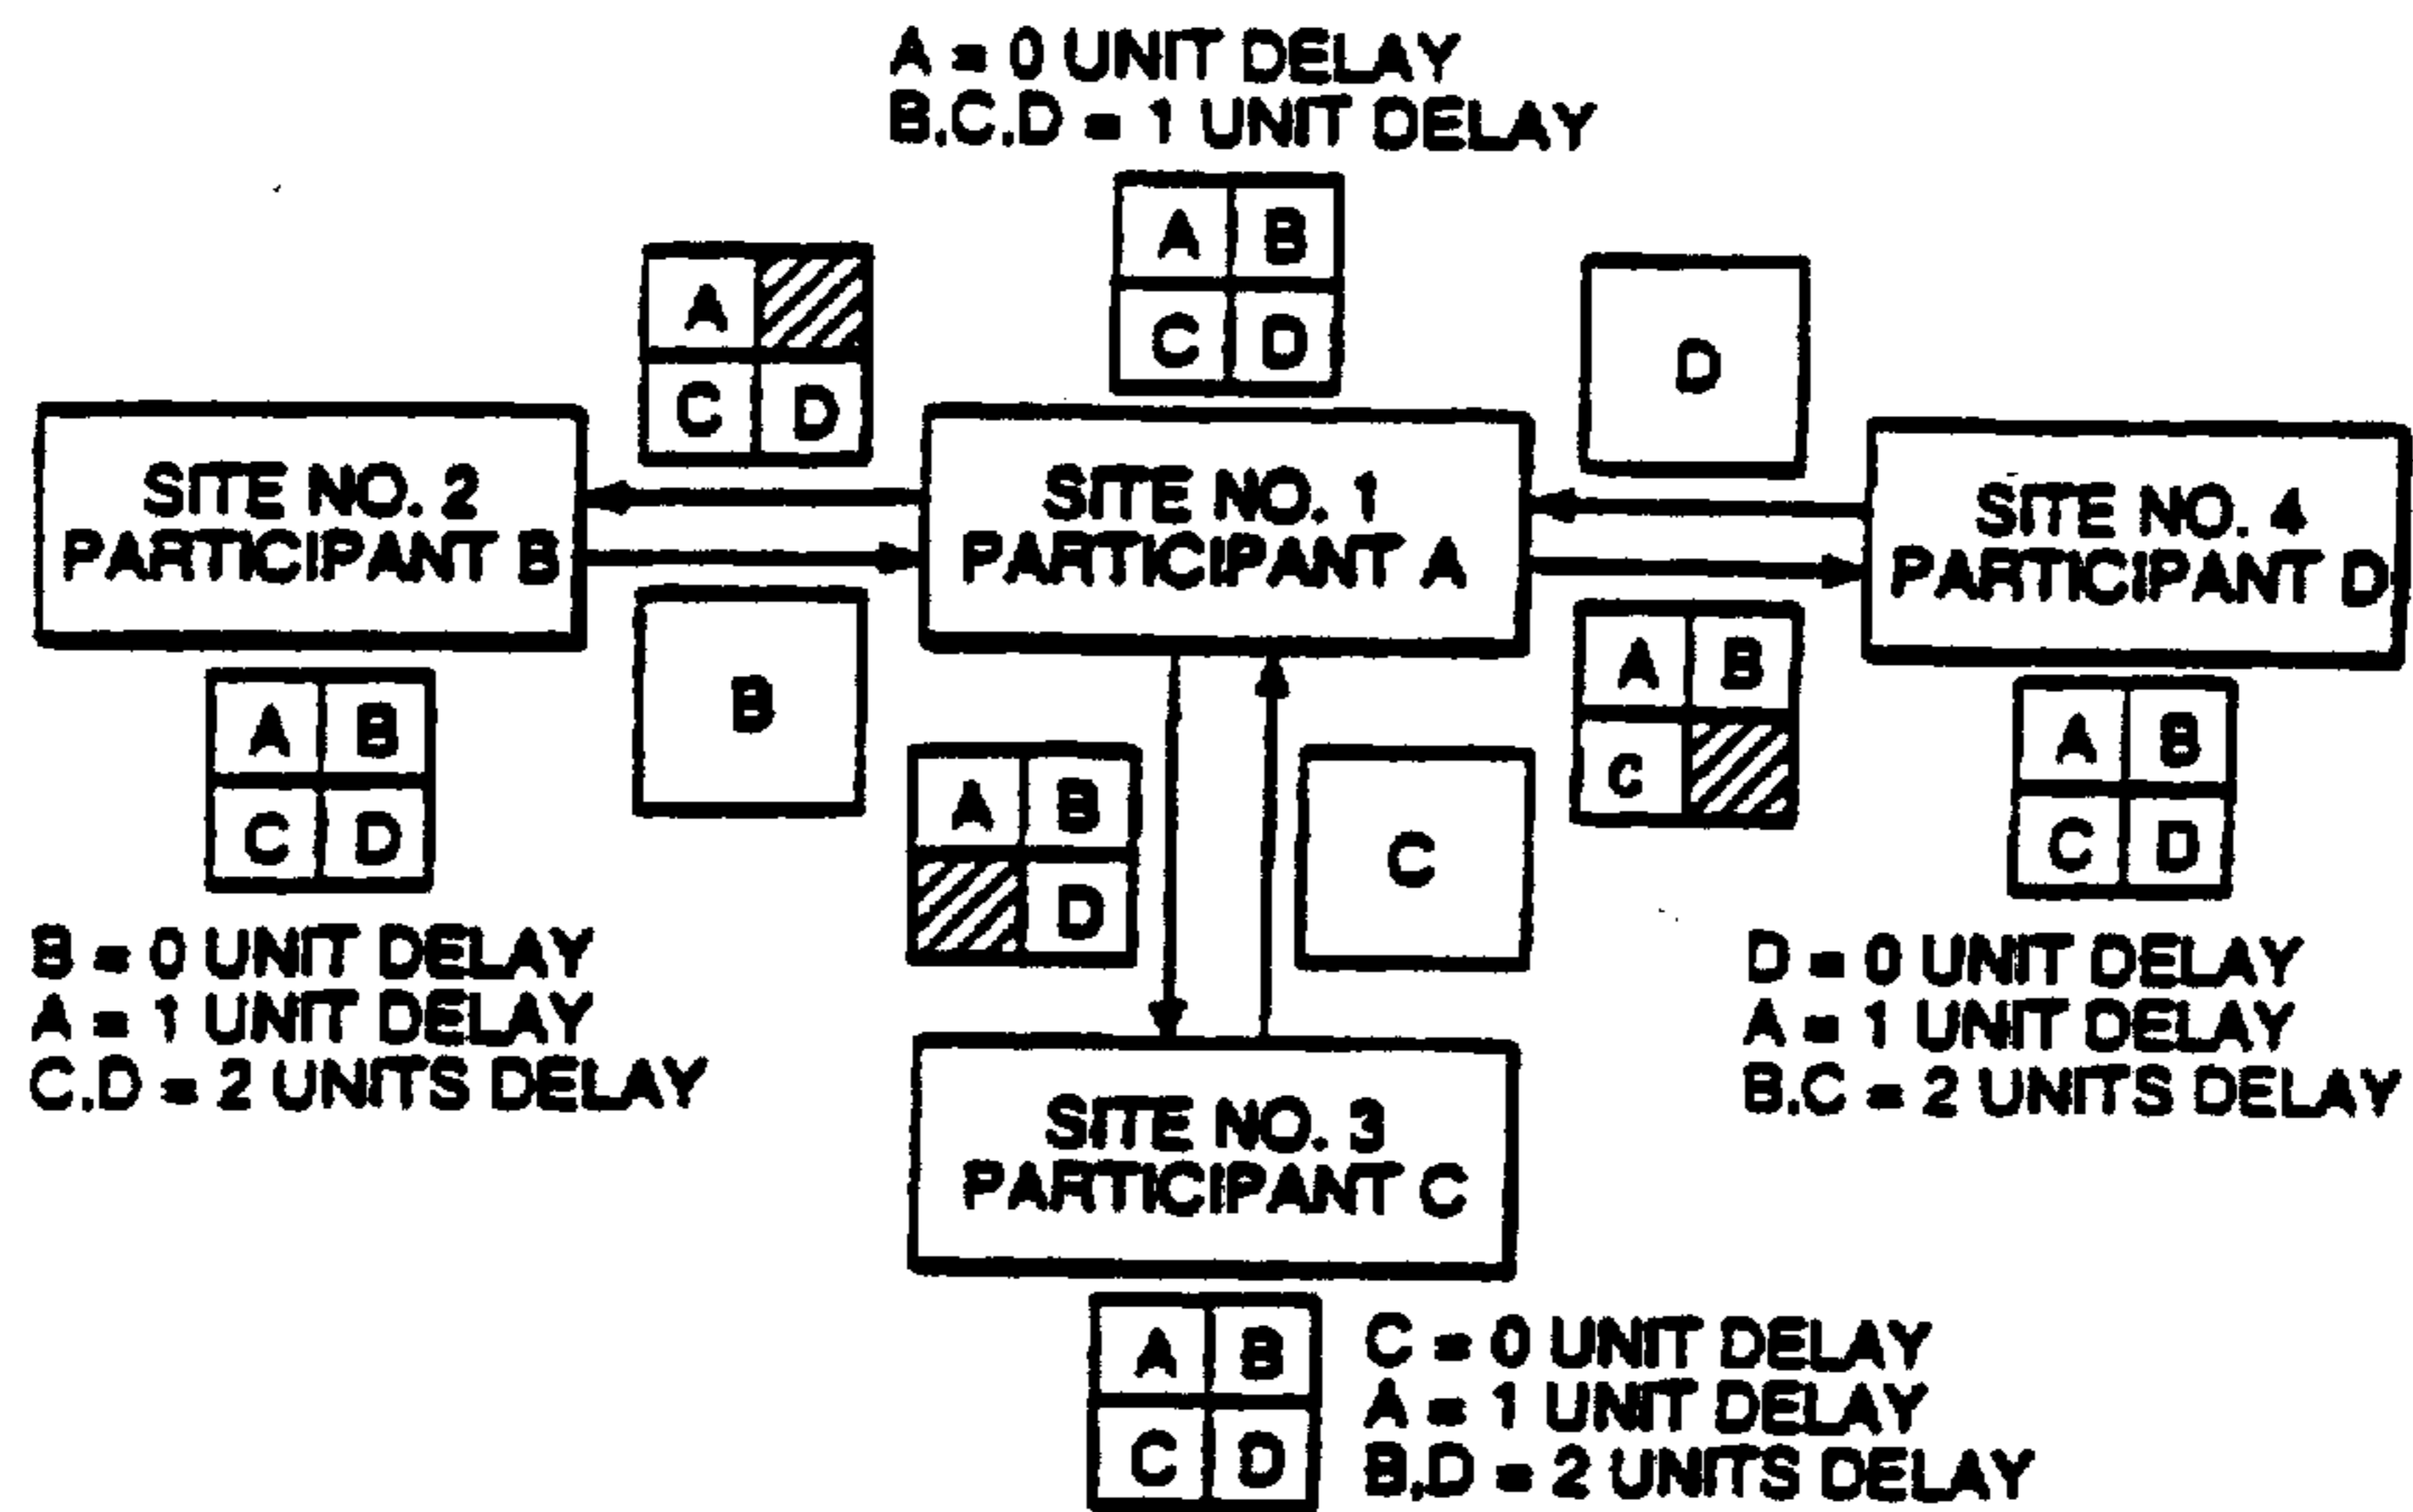 A = 0 UNIT DELAY
B,C,D = 1 UNIT DELAY
A B
C D
A
C D
D
SITE NO. 2
PARTICIPANT B
SITE NO. 1
PARTICIPANT A
SITE NO. 4
PARTICIPANT D
A B
C D
B
A B
D
C
A B
C
A B
C D
B = 0 UNIT DELAY
A = 1 UNIT DELAY
C,D = 2 UNITS DELAY
D = 0 UNIT DELAY
A = 1 UNIT DELAY
B,C = 2 UNITS DELAY
SITE NO. 3
PARTICIPANT C
A B
C D
C = 0 UNIT DELAY
A = 1 UNIT DELAY
B,D = 2 UNITS DELAY